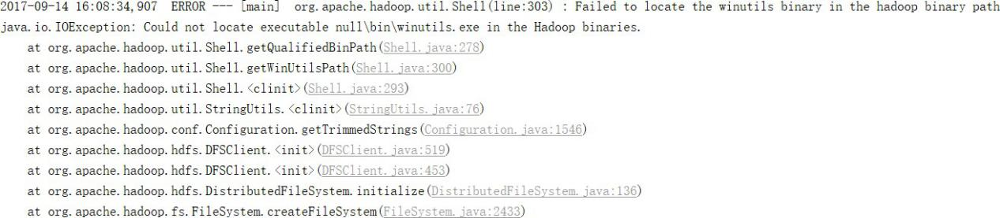 2017-09-14 16:08:34,907 ERROR --- [main] org.apache.hadoop.util.Shell(line:303) : Failed to locate the winutils binary in the hadoop binary path
java.io.IOException: Could not locate executable null\bin\winutils.exe in the Hadoop binaries.
at org.apache.hadoop.util.Shell.getQualifiedBinPath(Shell.java:278)
at org.apache.hadoop.util.Shell.getWinUtilsPath(Shell.java:300)
at org.apache.hadoop.util.Shell.<clinit>(Shell.java:293)
at org.apache.hadoop.util.StringUtils.<clinit>(StringUtils.java:76)
at org.apache.hadoop.conf.Configuration.getTrimmedStrings(Configuration.java:1546)
at org.apache.hadoop.hdfs.DFSClient.<init>(DFSClient.java:519)
at org.apache.hadoop.hdfs.DFSClient.<init>(DFSClient.java:453)
at org.apache.hadoop.hdfs.DistributedFileSystem.initialize(DistributedFileSystem.java:136)
at org.apache.hadoop.fs.FileSystem.createFileSystem(FileSystem.java:2433)